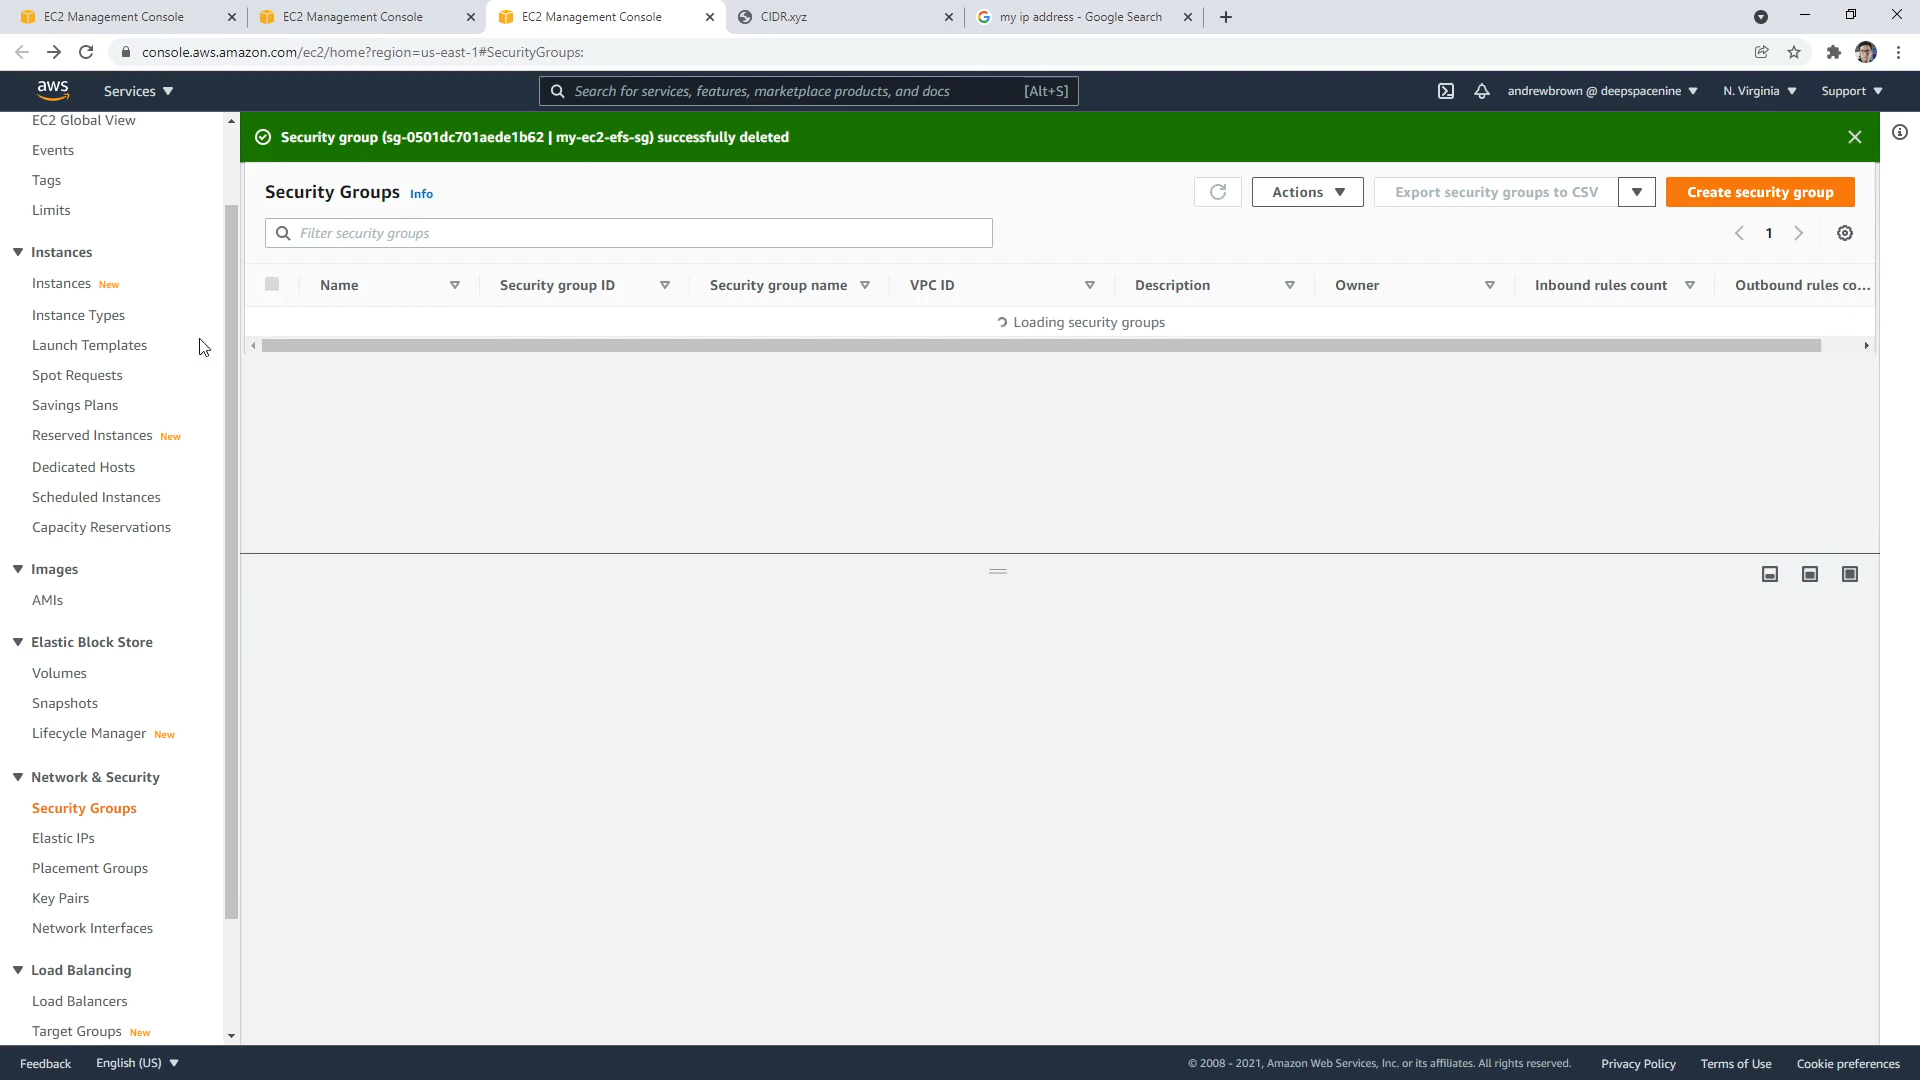 EC2 Management Console
EC2 Management Console
EC2 Management Console
CIDR.xyz
my ip address - Google Search
console.aws.amazon.com/ec2/home?region=us-east-1#SecurityGroups:
aws
Services
Search for services, features, marketplace products, and docs
[Alt+S]
andrewbrown @ deepspacenine
N. Virginia
Support
EC2 Global View
Events
Tags
Limits
Instances
Instances New
Instance Types
Launch Templates
Spot Requests
Savings Plans
Reserved Instances New
Dedicated Hosts
Scheduled Instances
Capacity Reservations
Images
AMIs
Elastic Block Store
Volumes
Snapshots
Lifecycle Manager New
Network & Security
Security Groups
Elastic IPs
Placement Groups
Key Pairs
Network Interfaces
Load Balancing
Load Balancers
Target Groups New
Security group (sg-0501dc701aede1b62 | my-ec2-efs-sg) successfully deleted
Security Groups Info
Actions
Export security groups to CSV
Create security group
Filter security groups
1
Name
Security group ID
Security group name
VPC ID
Description
Owner
Inbound rules count
Outbound rules co...
Loading security groups
Feedback
English (US)
© 2008 - 2021, Amazon Web Services, Inc. or its affiliates. All rights reserved.
Privacy Policy
Terms of Use
Cookie preferences